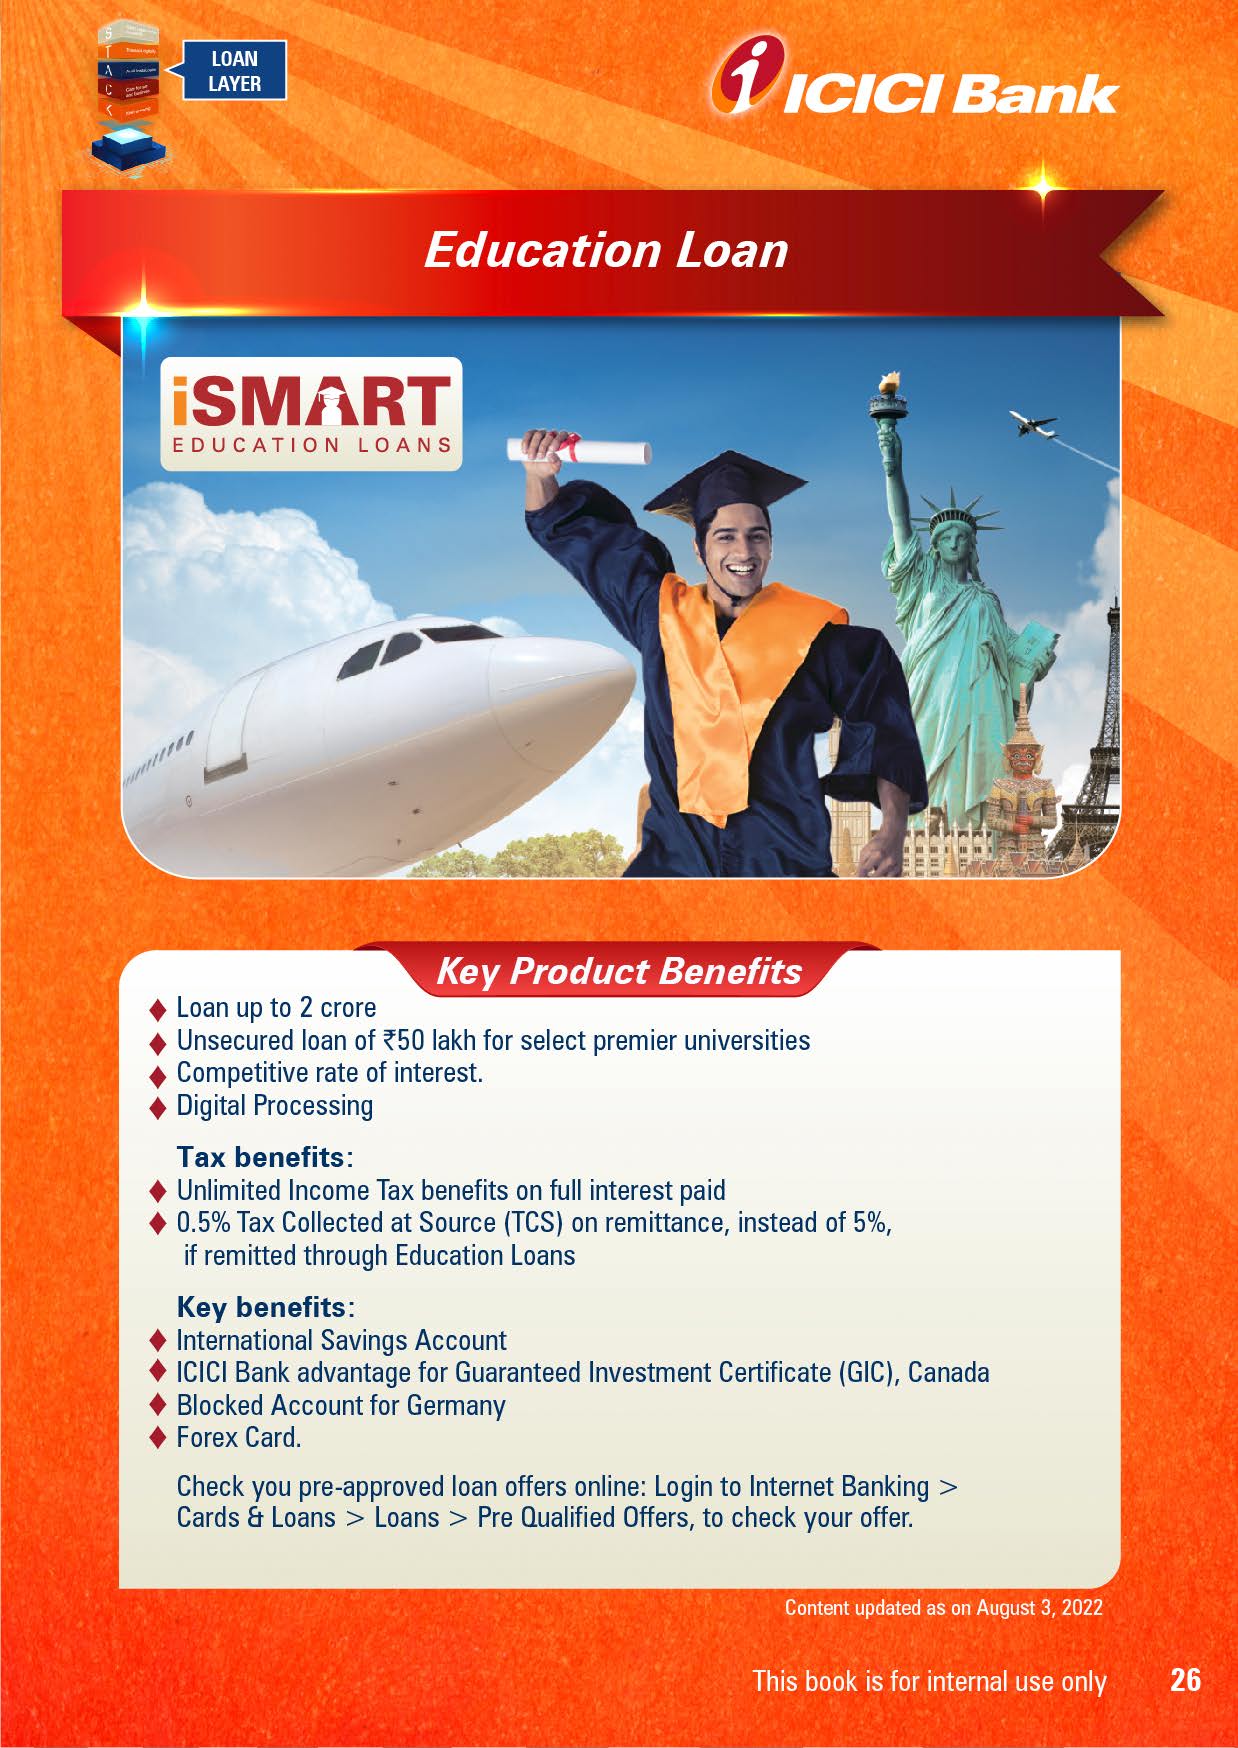 S
T
A
C
K
LOAN
LAYER
i ICICI Bank
Education Loan
iSMART
EDUCATION LOANS
Key Product Benefits
♦ Loan up to 2 crore
♦ Unsecured loan of ₹50 lakh for select premier universities
♦ Competitive rate of interest.
♦ Digital Processing
Tax benefits:
♦ Unlimited Income Tax benefits on full interest paid
♦ 0.5% Tax Collected at Source (TCS) on remittance, instead of 5%,
if remitted through Education Loans
Key benefits:
♦ International Savings Account
♦ ICICI Bank advantage for Guaranteed Investment Certificate (GIC), Canada
♦ Blocked Account for Germany
♦ Forex Card.
Check you pre-approved loan offers online: Login to Internet Banking >
Cards & Loans > Loans > Pre Qualified Offers, to check your offer.
Content updated as on August 3, 2022
This book is for internal use only 26